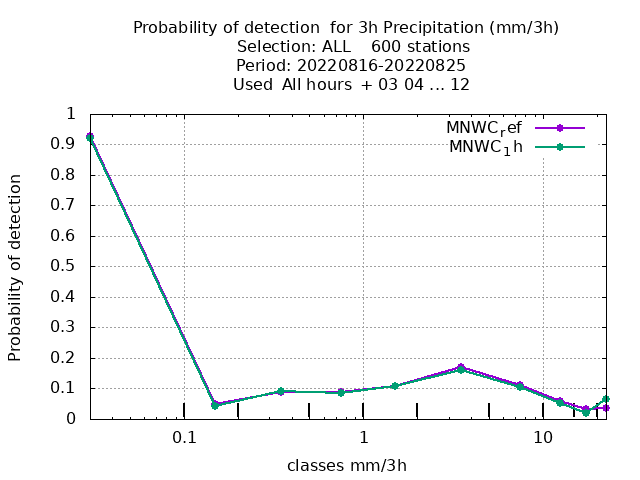 Probability of detection  for 3h Precipitation (mm/3h)
Selection: ALL    600 stations
Period: 20220816-20220825
Used  All hours  + 03 04 ... 12
MNWC_ref
MNWC_1h
Probability of detection
1
0.9
0.8
0.7
0.6
0.5
0.4
0.3
0.2
0.1
0
0.1 1 10
classes mm/3h